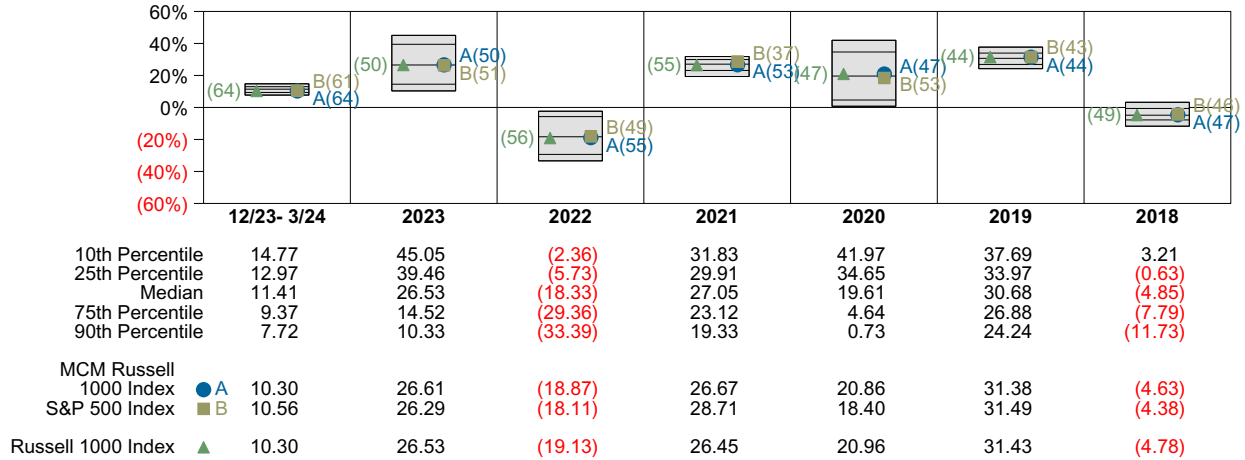 60%
40%
20%
0%
(20%)
(40%)
(60%)
(64) B(61) A(64)
(50) A(50) B(51)
(56) B(49) A(55)
(55) B(37) A(53)
(47) A(47) B(53)
(44) B(43) A(44)
(49) B(46) A(47)
12/23- 3/24 2023 2022 2021 2020 2019 2018
10th Percentile 14.77 45.05 (2.36) 31.83 41.97 37.69 3.21
25th Percentile 12.97 39.46 (5.73) 29.91 34.65 33.97 (0.63)
Median 11.41 26.53 (18.33) 27.05 19.61 30.68 (4.85)
75th Percentile 9.37 14.52 (29.36) 23.12 4.64 26.88 (7.79)
90th Percentile 7.72 10.33 (33.39) 19.33 0.73 24.24 (11.73)
MCM Russell
1000 Index A 10.30 26.61 (18.87) 26.67 20.86 31.38 (4.63)
S&P 500 Index B 10.56 26.29 (18.11) 28.71 18.40 31.49 (4.38)
Russell 1000 Index 10.30 26.53 (19.13) 26.45 20.96 31.43 (4.78)